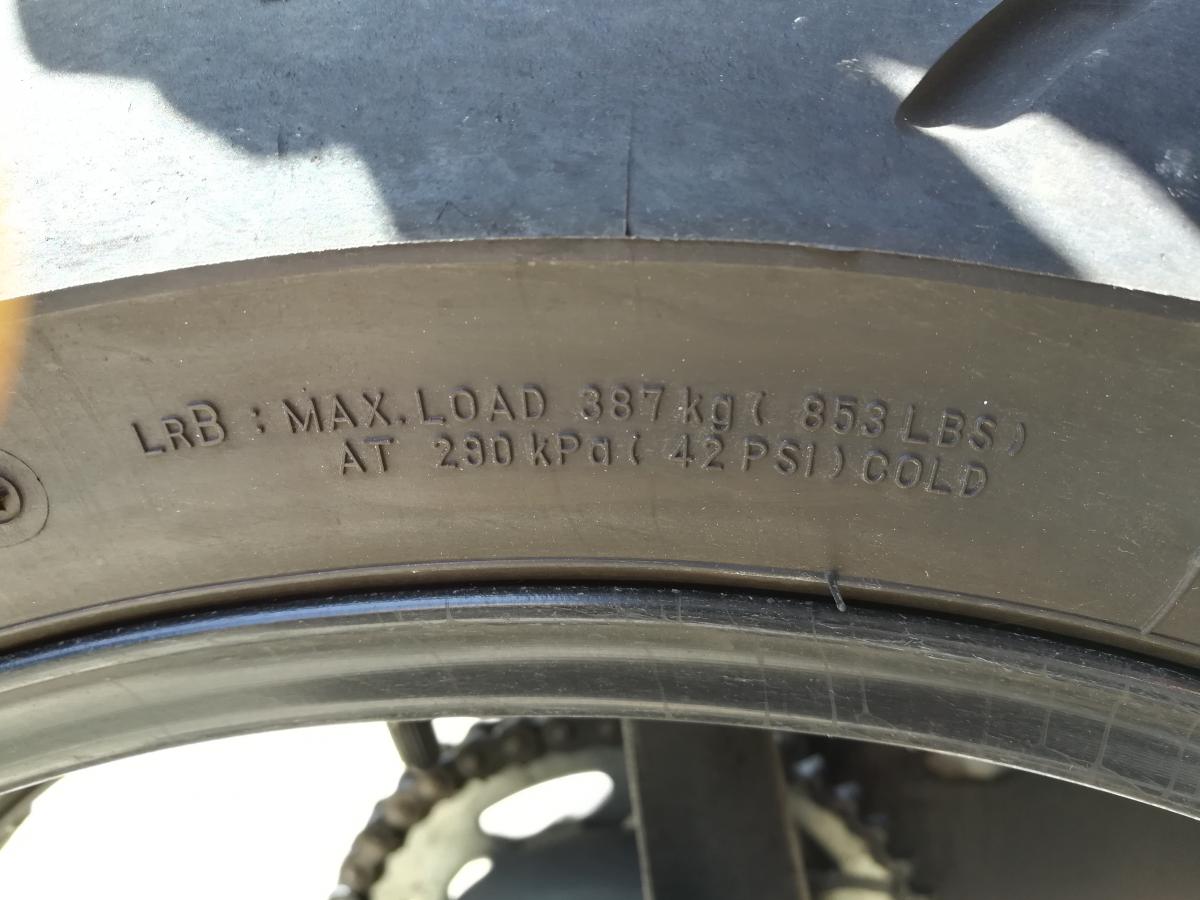 LRB : MAX. LOAD 387 kg ( 853 LBS )
AT 290 kPa ( 42 PSI ) COLD